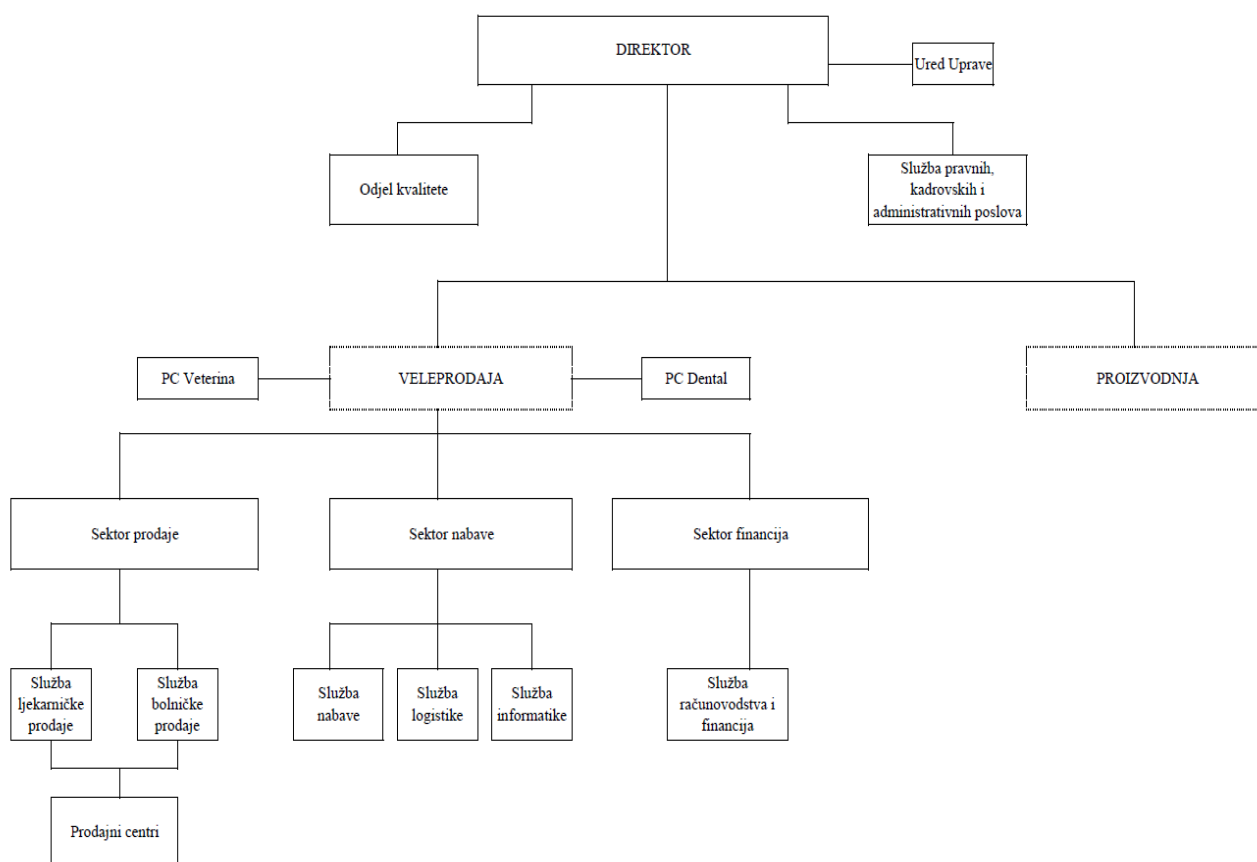 DIREKTOR
Ured Uprave
Odjel kvalitete
Služba pravnih,
kadrovskih i
administrativnih poslova
PC Veterina
VELEPRODAJA
PC Dental
PROIZVODNJA
Sektor prodaje
Sektor nabave
Sektor financija
Služba
ljekarničke
prodaje
Služba
bolničke
prodaje
Služba
nabave
Služba
logistike
Služba
informatike
Služba
računovodstva i
financija
Prodajni centri